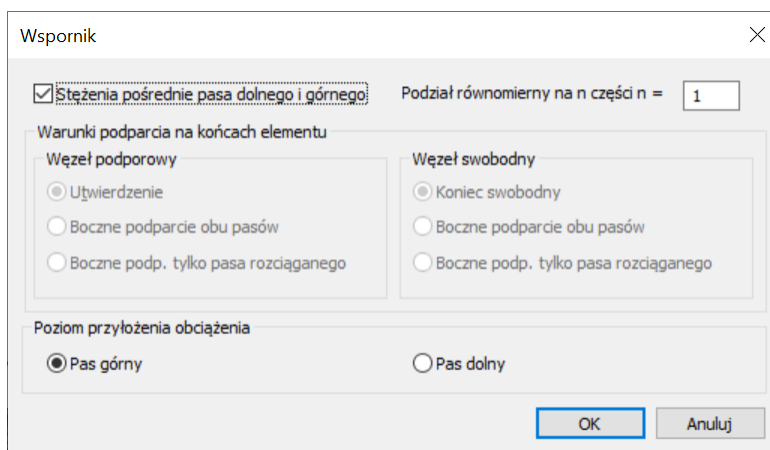 Wspornik
Stężenia pośrednie pasa dolnego i górnego
Podział równomierny na n części n = 1
Warunki podparcia na końcach elementu
Węzeł podporowy
Utwierdzenie
Boczne podparcie obu pasów
Boczne podp. tylko pasa rozciąganego
Węzeł swobodny
Koniec swobodny
Boczne podparcie obu pasów
Boczne podp. tylko pasa rozciąganego
Poziom przyłożenia obciążenia
Pas górny
Pas dolny
OK
Anuluj